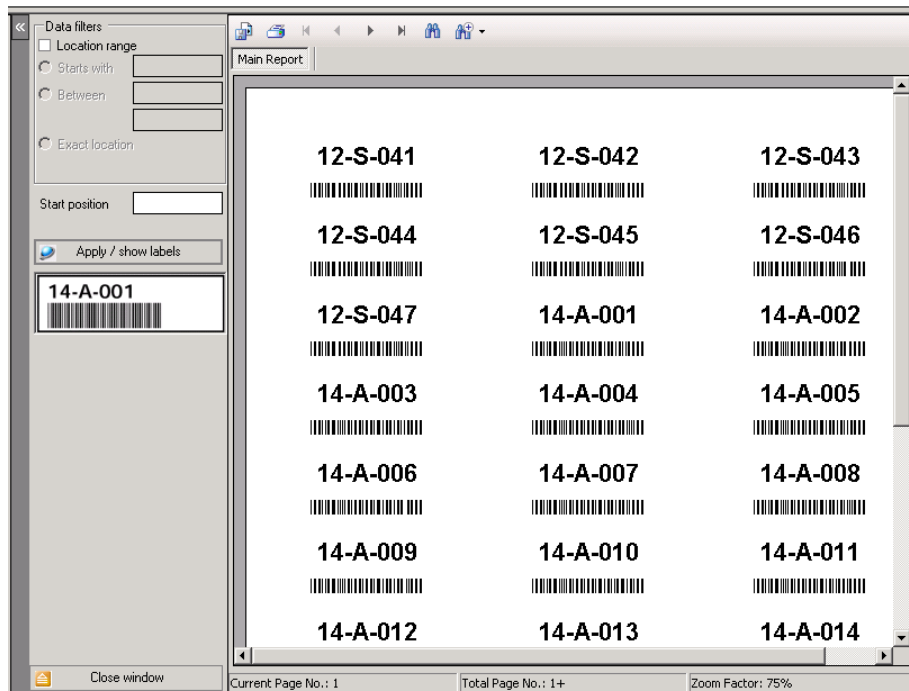 Data filters
Location range
Starts with
Between
Exact location
Start position
Apply / show labels
14-A-001
Close window
Main Report
12-S-041 12-S-042 12-S-043
12-S-044 12-S-045 12-S-046
12-S-047 14-A-001 14-A-002
14-A-003 14-A-004 14-A-005
14-A-006 14-A-007 14-A-008
14-A-009 14-A-010 14-A-011
14-A-012 14-A-013 14-A-014
Current Page No.: 1 Total Page No.: 1+ Zoom Factor: 75%